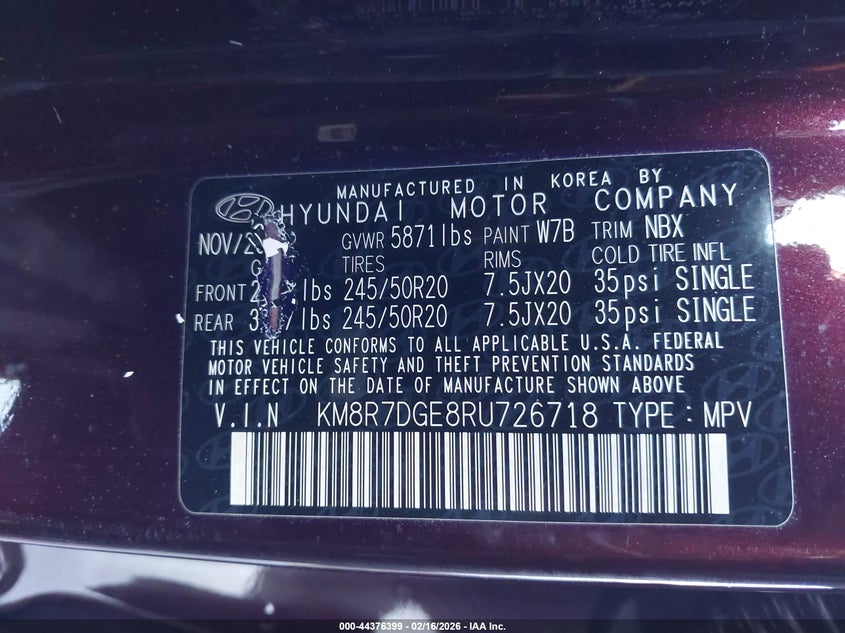 MANUFACTURED IN KOREA BY
HYUNDAI MOTOR COMPANY
NOV/ GVWR 5871lbs PAINT W7B TRIM NBX
TIRES RIMS COLD TIRE INFL
FRONT lbs 245/50R20 7.5JX20 35psi SINGLE
REAR lbs 245/50R20 7.5JX20 35psi SINGLE
THIS VEHICLE CONFORMS TO ALL APPLICABLE U.S.A. FEDERAL
MOTOR VEHICLE SAFETY AND THEFT PREVENTION STANDARDS
IN EFFECT ON THE DATE OF MANUFACTURE SHOWN ABOVE
V.I.N KM8R7DGE8RU726718 TYPE : MPV
000-44376399 - 02/16/2026 - IAA Inc.